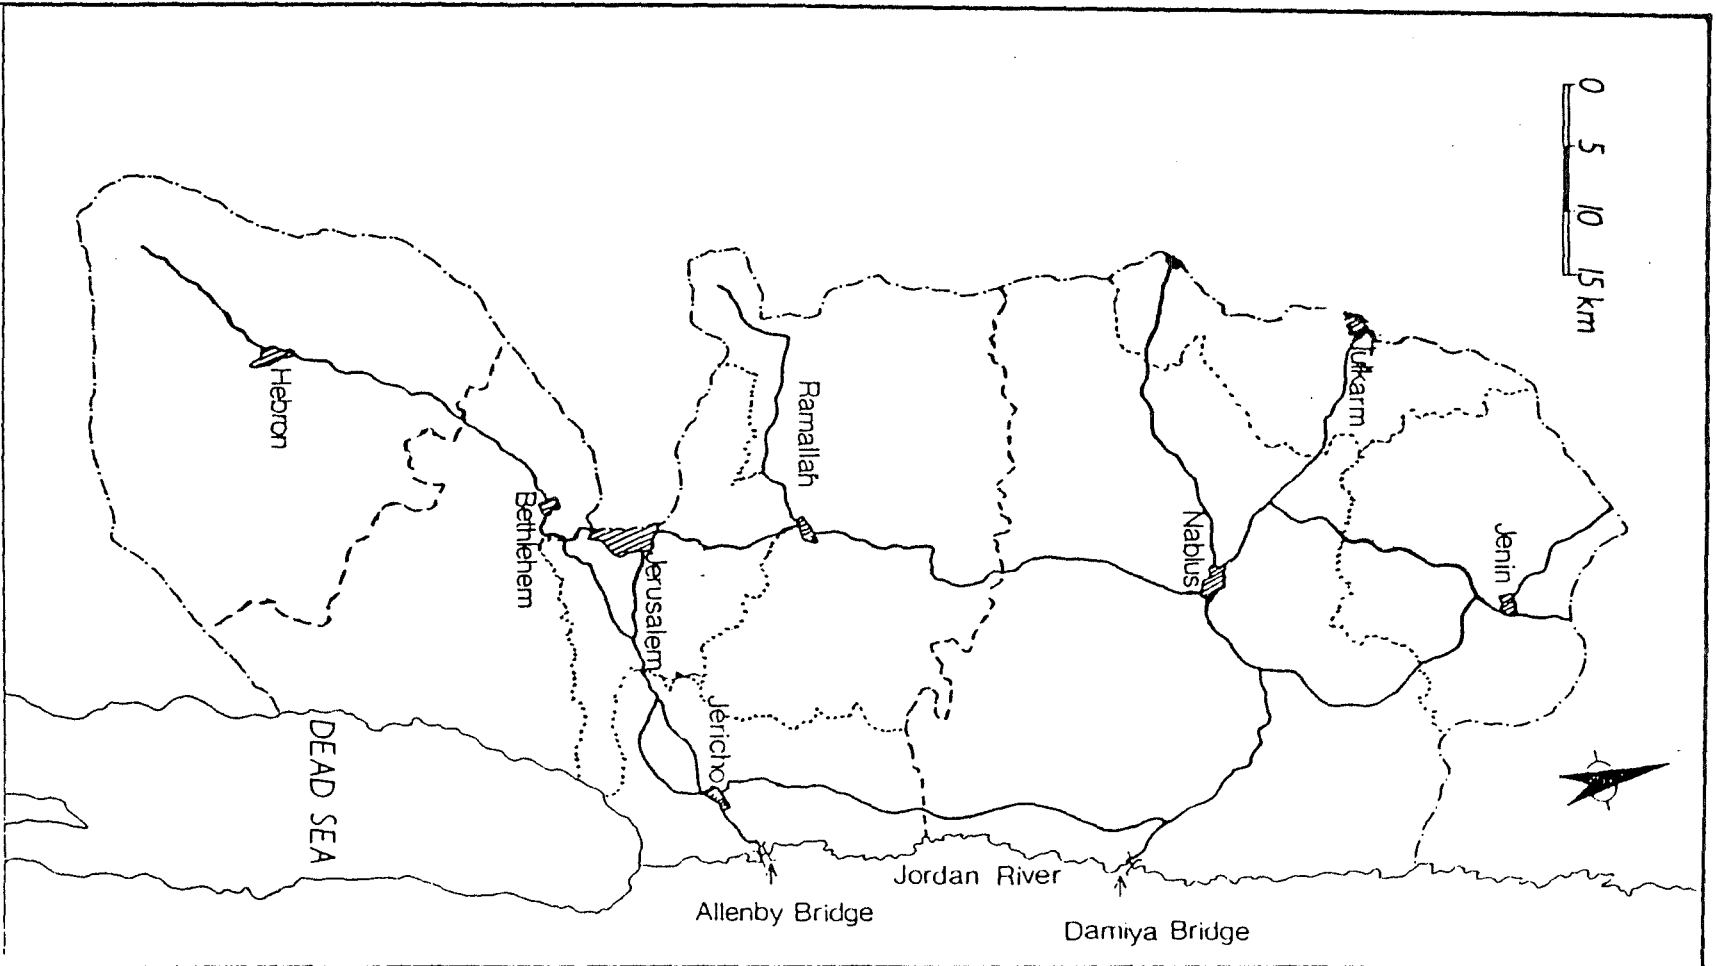 0 5 10 15 km
Tulkarm
Jenin
Nablus
Ramallah
Hebron
Bethlehem
Jerusalem
Jericho
DEAD SEA
Jordan River
Allenby Bridge
Damiya Bridge